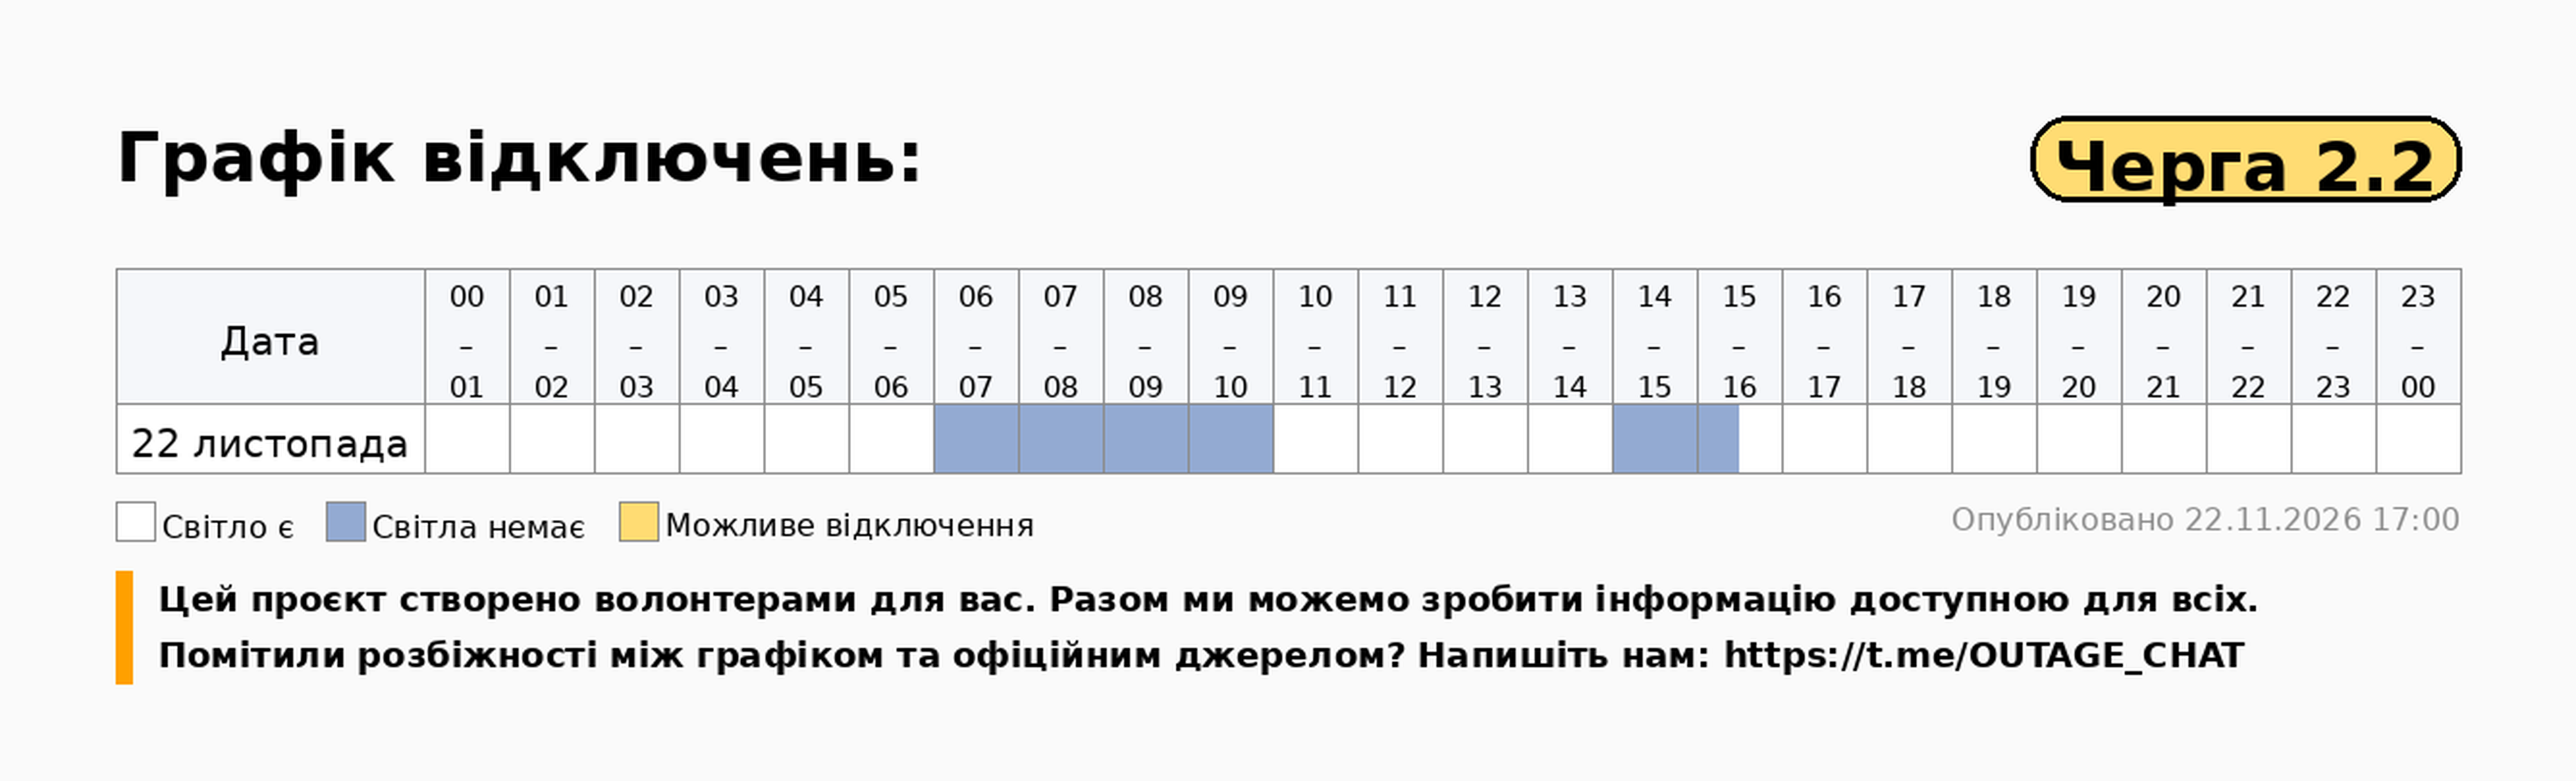 Графік відключень:
Черга 2.2
Дата
00 – 01
01 – 02
02 – 03
03 – 04
04 – 05
05 – 06
06 – 07
07 – 08
08 – 09
09 – 10
10 – 11
11 – 12
12 – 13
13 – 14
14 – 15
15 – 16
16 – 17
17 – 18
18 – 19
19 – 20
20 – 21
21 – 22
22 – 23
23 – 00
22 листопада
Світло є
Світла немає
Можливе відключення
Опубліковано 22.11.2026 17:00
Цей проєкт створено волонтерами для вас. Разом ми можемо зробити інформацію доступною для всіх.
Помітили розбіжності між графіком та офіційним джерелом? Напишіть нам: https://t.me/OUTAGE_CHAT